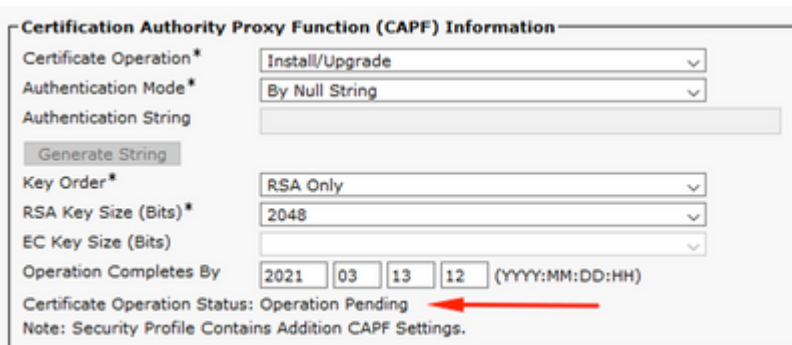 Certification Authority Proxy Function (CAPF) Information
Certificate Operation* Install/Upgrade
Authentication Mode* By Null String
Authentication String
Generate String
Key Order* RSA Only
RSA Key Size (Bits)* 2048
EC Key Size (Bits)
Operation Completes By 2021 03 13 12 (YYYY:MM:DD:HH)
Certificate Operation Status: Operation Pending
Note: Security Profile Contains Addition CAPF Settings.